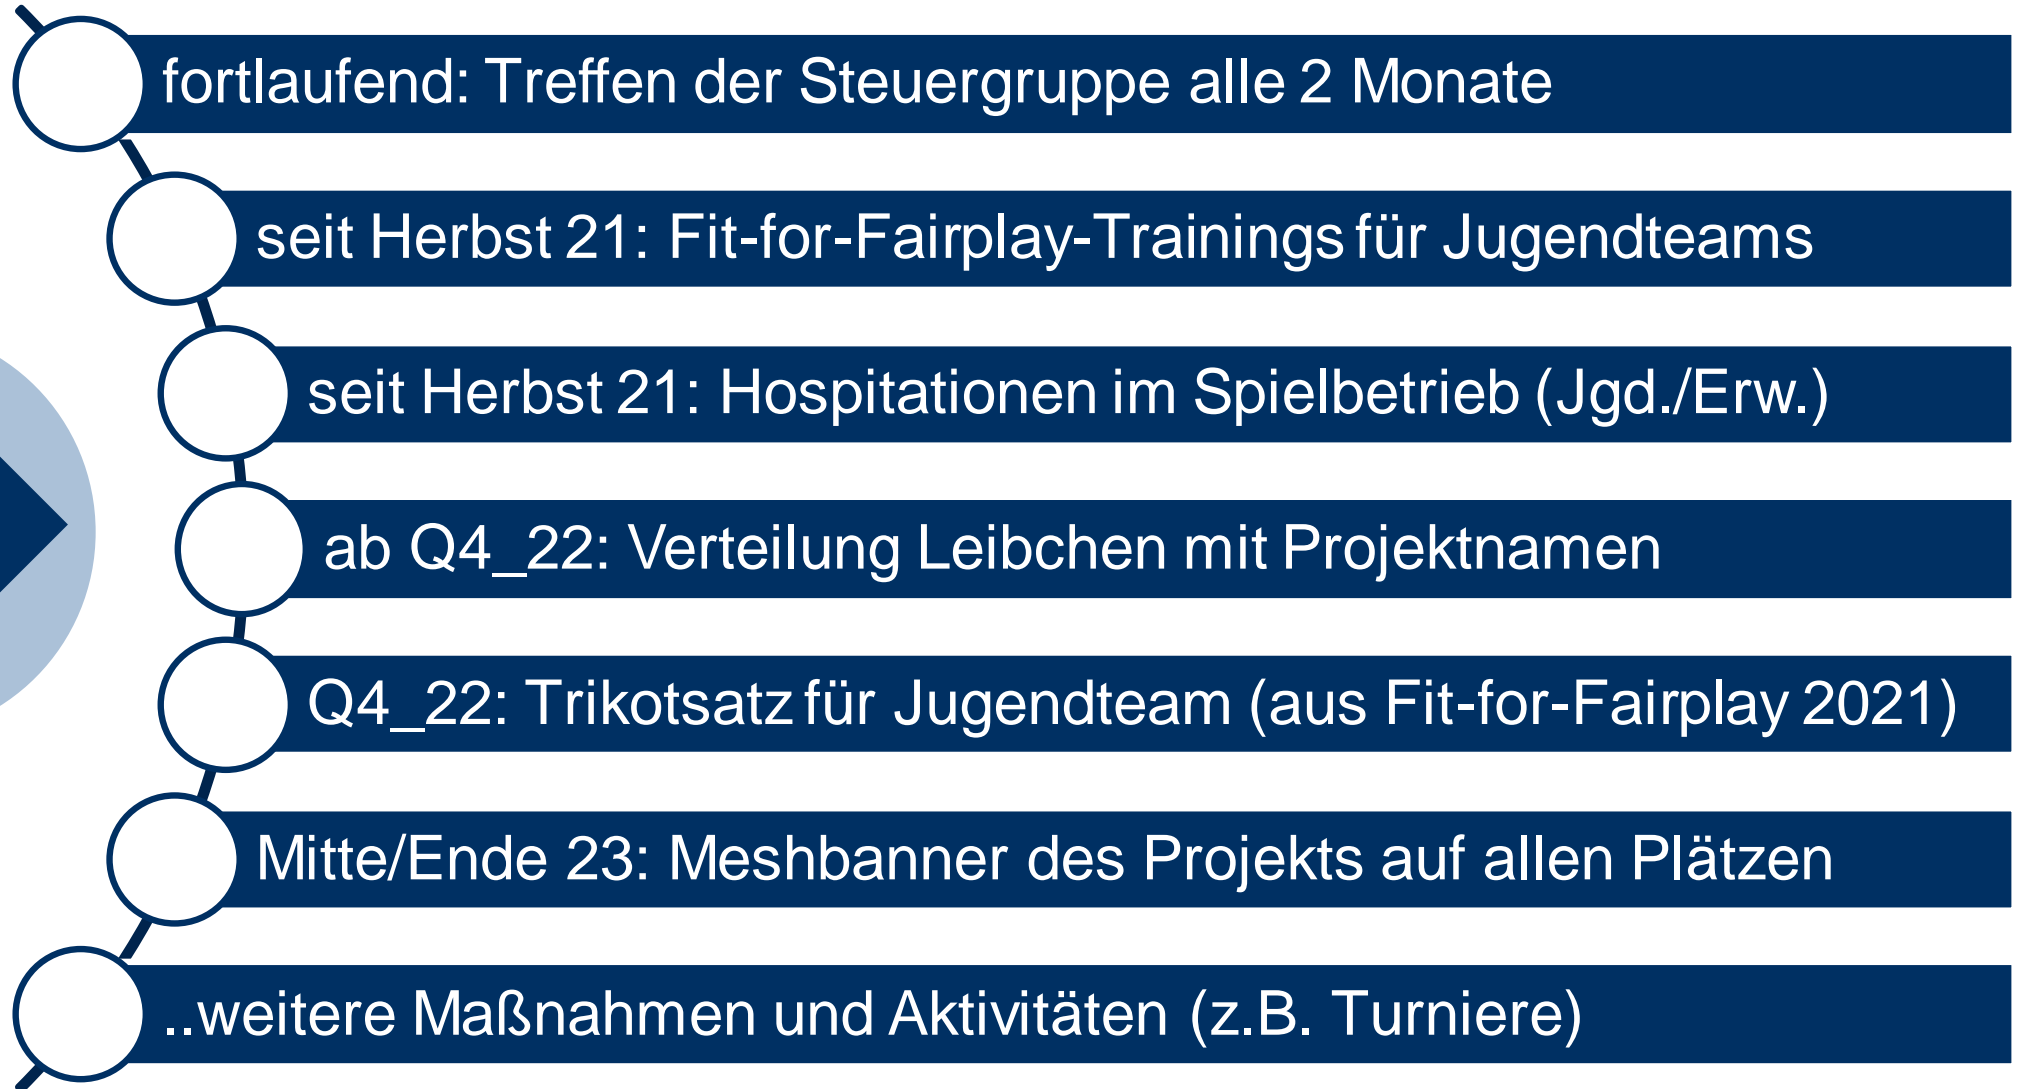 fortlaufend: Treffen der Steuergruppe alle 2 Monate
seit Herbst 21: Fit-for-Fairplay-Trainings für Jugendteams
seit Herbst 21: Hospitationen im Spielbetrieb (Jgd./Erw.)
ab Q4_22: Verteilung Leibchen mit Projektnamen
Q4_22: Trikotsatz für Jugendteam (aus Fit-for-Fairplay 2021)
Mitte/Ende 23: Meshbanner des Projekts auf allen Plätzen
..weitere Maßnahmen und Aktivitäten (z.B. Turniere)